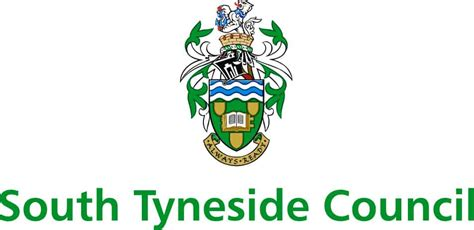 ALWAYS · READY
South Tyneside Council